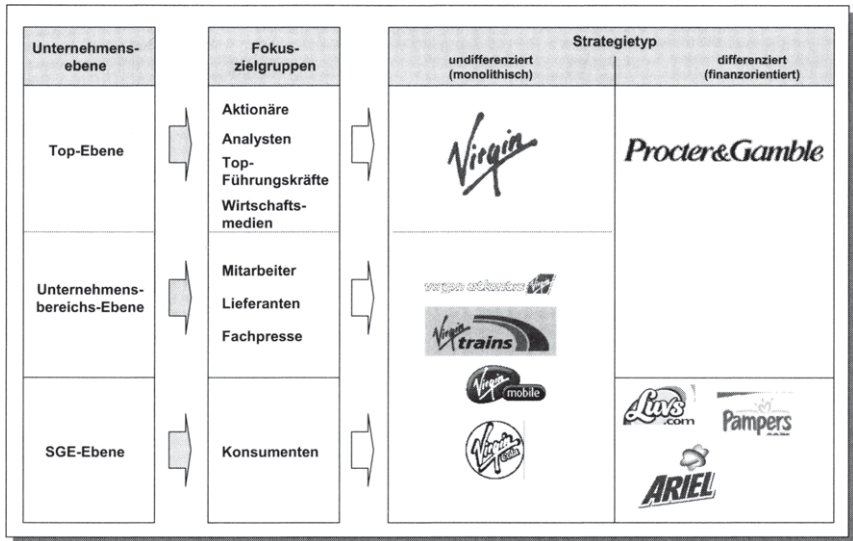 Unternehmens-
ebene
Fokus-
zielgruppen
Strategietyp
undifferenziert
(monolithisch)
differenziert
(finanzorientiert)
Top-Ebene
Aktionäre
Analysten
Top-
Führungskräfte
Wirtschafts-
medien
Virgin
Procter&Gamble
Unternehmens-
bereichs-Ebene
Mitarbeiter
Lieferanten
Fachpresse
virgin atlantic
Virgin
trains
Virgin
mobile
SGE-Ebene
Konsumenten
Virgin
Cola
Luvs
.com
Pampers
ARIEL